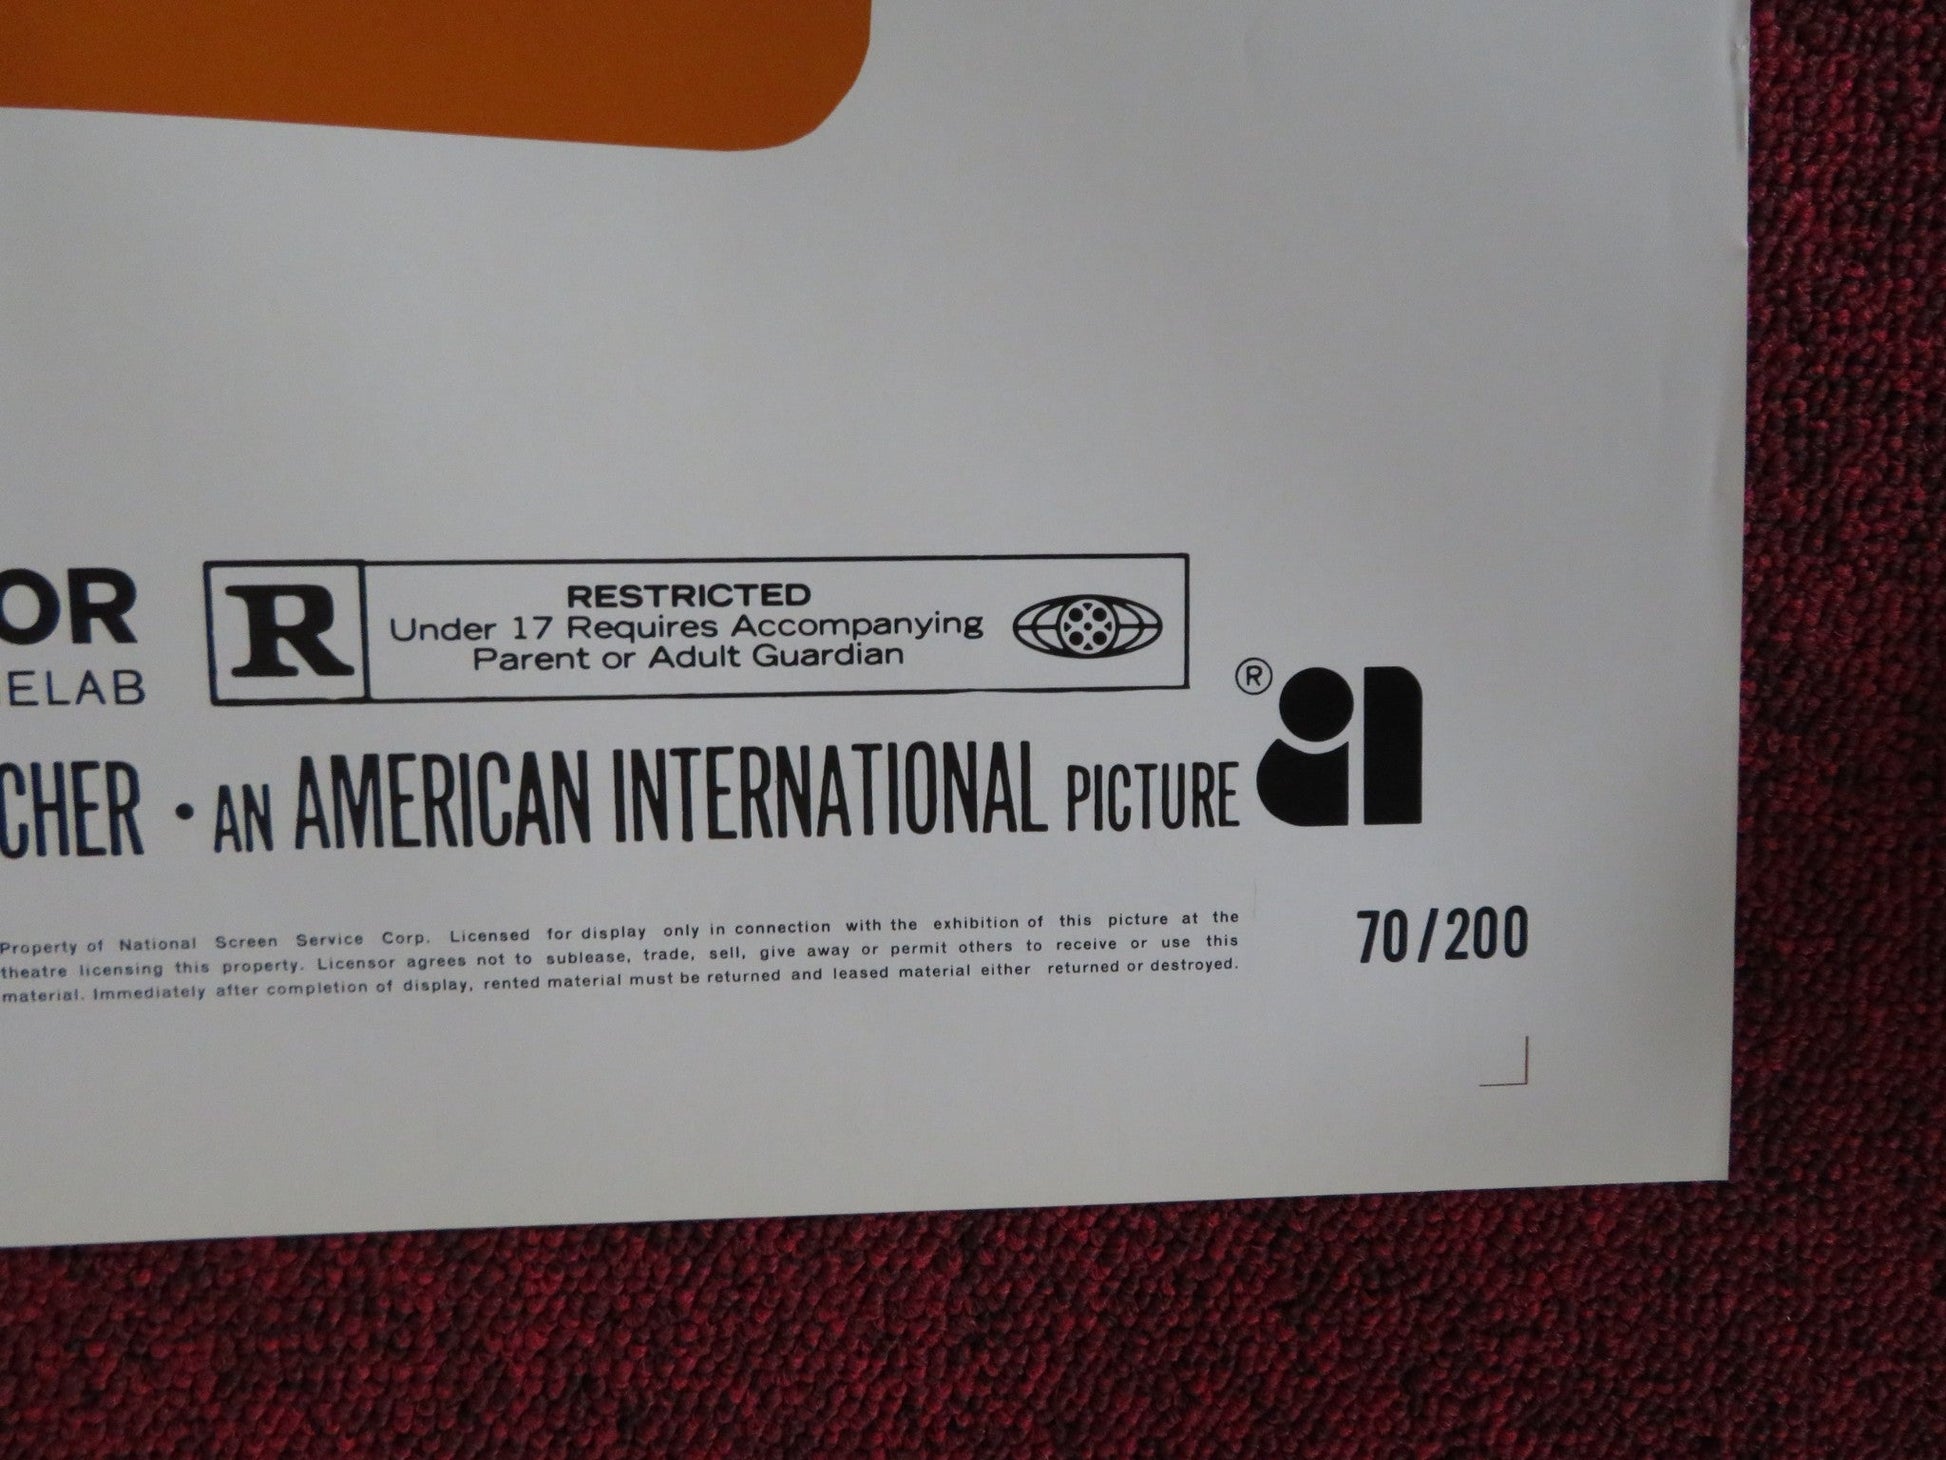 OR
ELAB
R
RESTRICTED
Under 17 Requires Accompanying
Parent or Adult Guardian
®
CHER · AN AMERICAN INTERNATIONAL PICTURE
ai
Property of National Screen Service Corp. Licensed for display only in connection with the exhibition of this picture at the
theatre licensing this property. Licensor agrees not to sublease, trade, sell, give away or permit others to receive or use this
material. Immediately after completion of display, rented material must be returned and leased material either returned or destroyed.
70/200